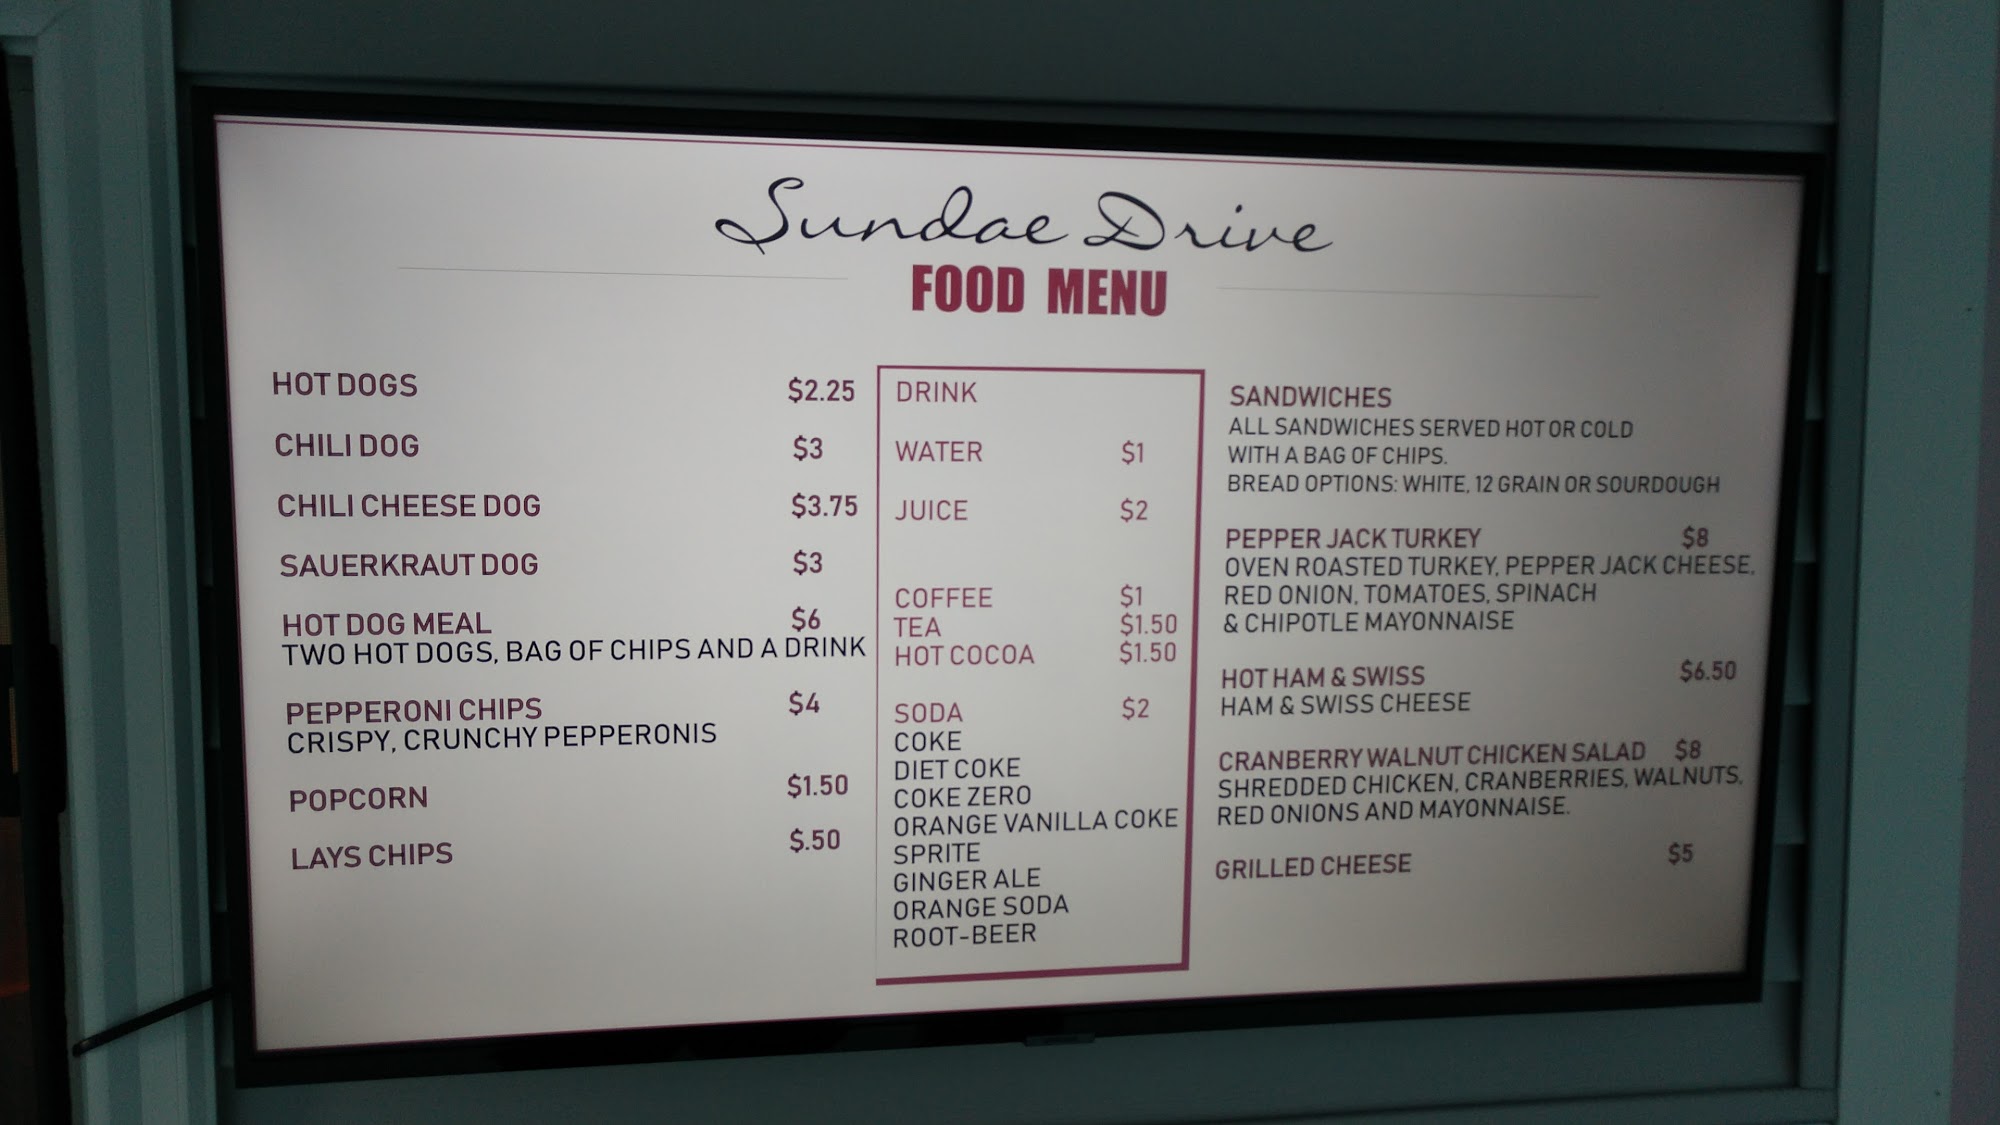 Sundae Drive
FOOD MENU
HOT DOGS $2.25
CHILI DOG $3
CHILI CHEESE DOG $3.75
SAUERKRAUT DOG $3
HOT DOG MEAL $6
TWO HOT DOGS, BAG OF CHIPS AND A DRINK
PEPPERONI CHIPS $4
CRISPY, CRUNCHY PEPPERONIS
POPCORN $1.50
LAYS CHIPS $.50
DRINK
WATER $1
JUICE $2
COFFEE $1
TEA $1.50
HOT COCOA $1.50
SODA $2
COKE
DIET COKE
COKE ZERO
ORANGE VANILLA COKE
SPRITE
GINGER ALE
ORANGE SODA
ROOT-BEER
SANDWICHES
ALL SANDWICHES SERVED HOT OR COLD
WITH A BAG OF CHIPS.
BREAD OPTIONS: WHITE, 12 GRAIN OR SOURDOUGH
PEPPER JACK TURKEY $8
OVEN ROASTED TURKEY, PEPPER JACK CHEESE,
RED ONION, TOMATOES, SPINACH
& CHIPOTLE MAYONNAISE
HOT HAM & SWISS $6.50
HAM & SWISS CHEESE
CRANBERRY WALNUT CHICKEN SALAD $8
SHREDDED CHICKEN, CRANBERRIES, WALNUTS,
RED ONIONS AND MAYONNAISE.
GRILLED CHEESE $5